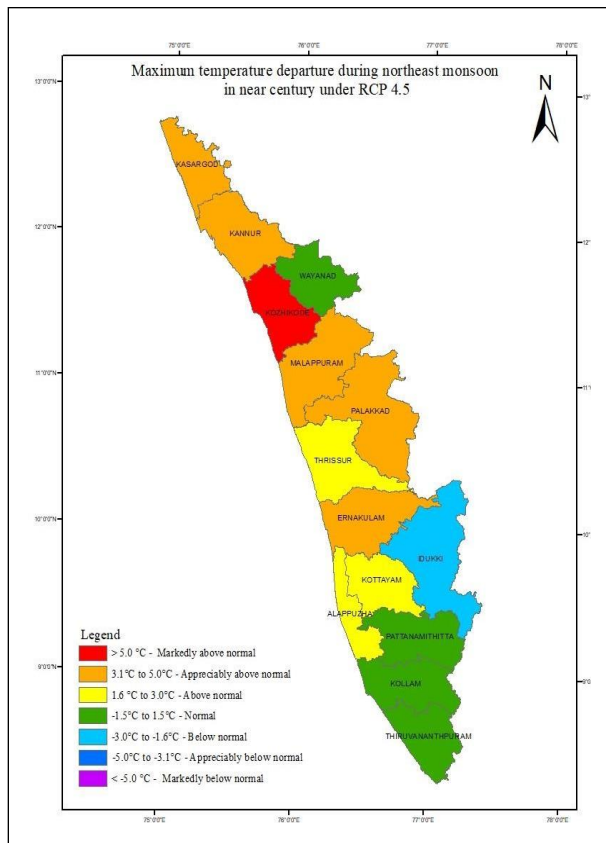 75°0'0"E 76°0'0"E 77°0'0"E 78°0'0"E
Maximum temperature departure during northeast monsoon
in near century under RCP 4.5
N
13°0'0"N
13°
KASARGOD
12°0'0"N
KANNUR
12°
WAYANAD
KOZHIKODE
MALAPPURAM
11°0'0"N
11°
PALAKKAD
THRISSUR
10°0'0"N
ERNAKULAM
10°
IDUKKI
KOTTAYAM
ALAPPUZHA
PATTANAMITHITTA
9°0'0"N
KOLLAM
9°0
THIRUVANANTHPURAM
Legend
> 5.0 °C - Markedly above normal
3.1°C to 5.0°C - Appreciably above normal
1.6 °C to 3.0°C - Above normal
-1.5°C to 1.5°C - Normal
-3.0°C to -1.6°C - Below normal
-5.0°C to -3.1°C - Appreciably below normal
< -5.0 °C - Markedly below normal
75°0'0"E 76°0'0"E 77°0'0"E 78°0'0"E